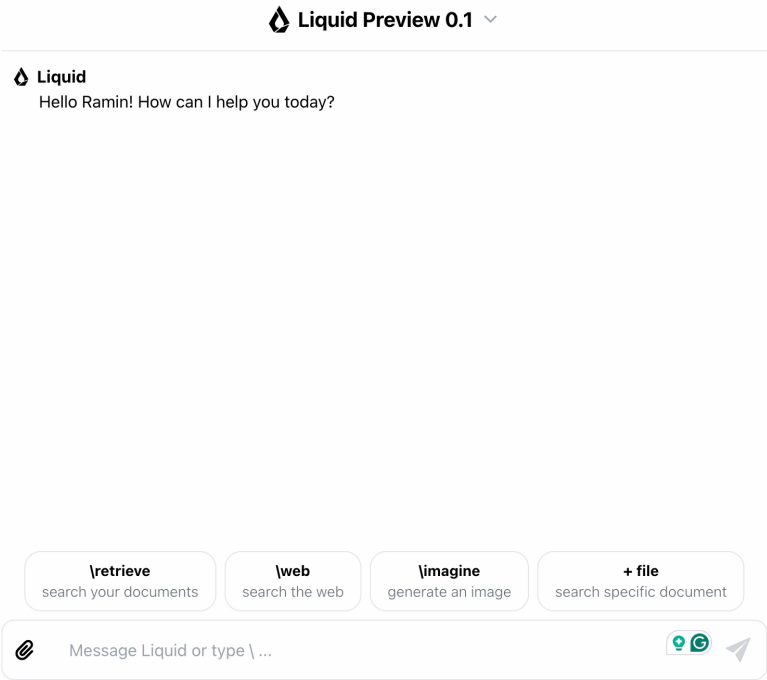 Liquid Preview 0.1
Liquid
Hello Ramin! How can I help you today?
\retrieve
search your documents
\web
search the web
\imagine
generate an image
+ file
search specific document
Message Liquid or type \ ...